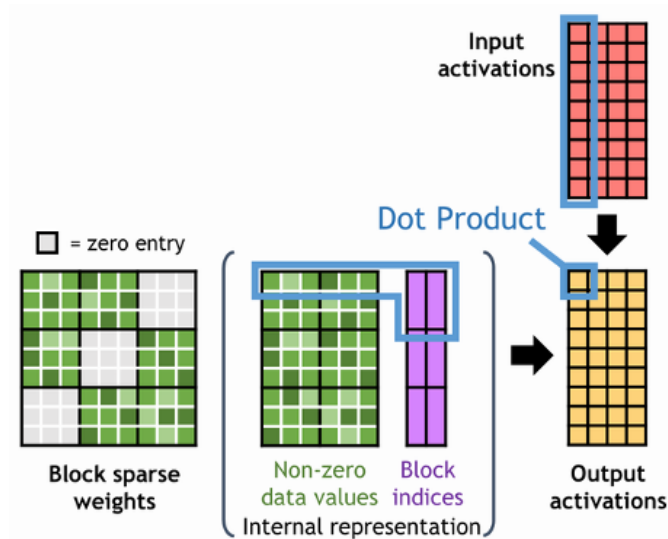 Input
activations
Dot Product
= zero entry
Block sparse
weights
Non-zero
data values
Block
indices
Internal representation
Output
activations